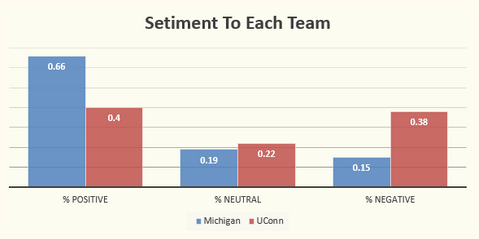 Setiment To Each Team
0.66
0.4
0.19
0.22
0.15
0.38
% POSITIVE
% NEUTRAL
% NEGATIVE
Michigan
UConn